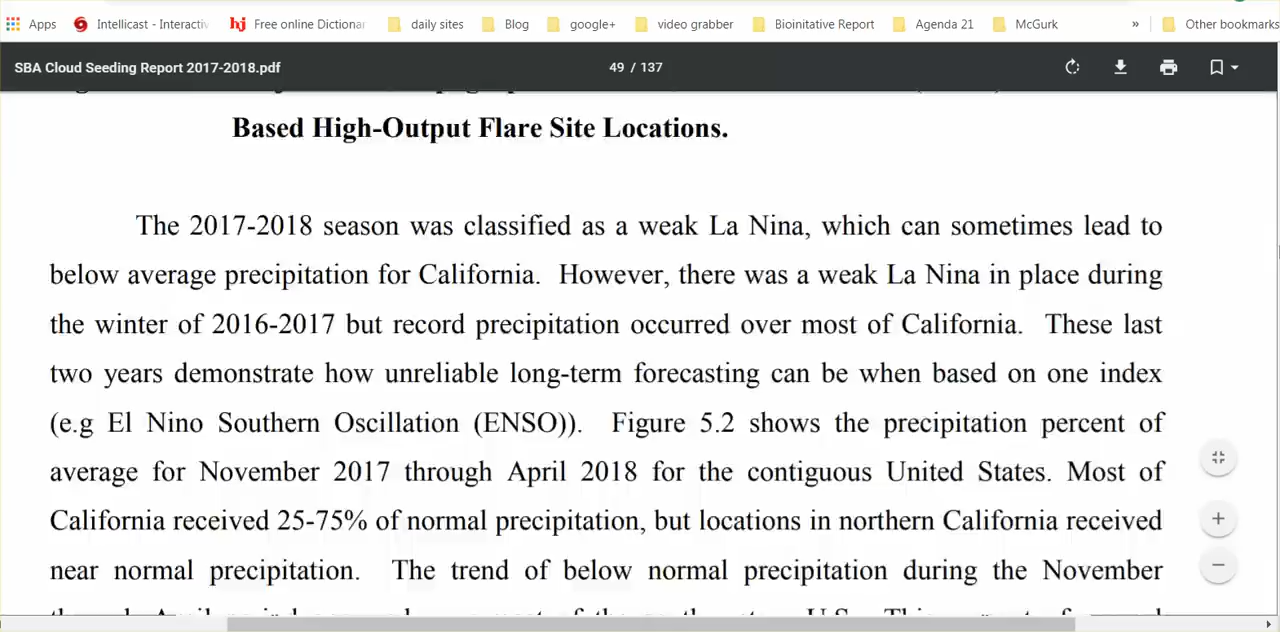 Apps Intellicast - Interactiv Free online Dictionar daily sites Blog google+ video grabber Bioinitative Report Agenda 21 McGurk » Other bookmarks
SBA Cloud Seeding Report 2017-2018.pdf 49 / 137
Based High-Output Flare Site Locations.
The 2017-2018 season was classified as a weak La Nina, which can sometimes lead to
below average precipitation for California. However, there was a weak La Nina in place during
the winter of 2016-2017 but record precipitation occurred over most of California. These last
two years demonstrate how unreliable long-term forecasting can be when based on one index
(e.g El Nino Southern Oscillation (ENSO)). Figure 5.2 shows the precipitation percent of
average for November 2017 through April 2018 for the contiguous United States. Most of
California received 25-75% of normal precipitation, but locations in northern California received
near normal precipitation. The trend of below normal precipitation during the November